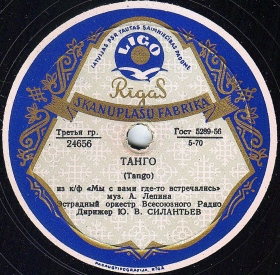 LATVIJAS PSR TAUTAS SAIMNIECĪBAS PADOME
LIGO
Rīgas
SKAŅUPLAŠU FABRIKA
Третья гр.
24656
Гост 5289-56
5-70
ТАНГО
(Tango)
из к/ф «Мы с вами где-то встречались»
муз. А. Лепина
Эстрадный оркестр Всесоюзного Радио
Дирижер Ю. В. СИЛАНТЬЕВ